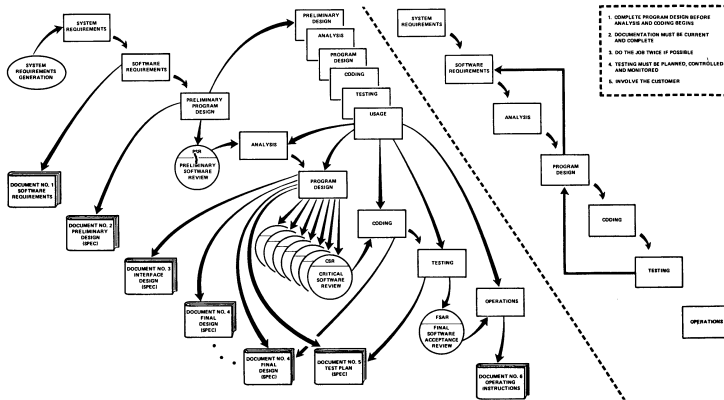 SYSTEM
REQUIREMENTS
SYSTEM
REQUIREMENTS
GENERATION
SOFTWARE
REQUIREMENTS
PRELIMINARY
PROGRAM
DESIGN
PRELIMINARY
DESIGN
ANALYSIS
PROGRAM
DESIGN
CODING
TESTING
USAGE
PSR
PRELIMINARY
SOFTWARE
REVIEW
ANALYSIS
PROGRAM
DESIGN
CSR
CRITICAL
SOFTWARE
REVIEW
CODING
TESTING
OPERATIONS
FSAR
FINAL
SOFTWARE
ACCEPTANCE
REVIEW
DOCUMENT NO. 1
SOFTWARE
REQUIREMENTS
DOCUMENT NO. 2
PRELIMINARY
DESIGN
(SPEC)
DOCUMENT NO. 3
INTERFACE
DESIGN
(SPEC)
DOCUMENT NO. 4
FINAL
DESIGN
(SPEC)
DOCUMENT NO. 4
FINAL
DESIGN
(SPEC)
DOCUMENT NO. 5
TEST PLAN
(SPEC)
DOCUMENT NO. 6
OPERATING
INSTRUCTIONS
SYSTEM
REQUIREMENTS
SOFTWARE
REQUIREMENTS
ANALYSIS
PROGRAM
DESIGN
CODING
TESTING
OPERATIONS
1. COMPLETE PROGRAM DESIGN BEFORE
ANALYSIS AND CODING BEGINS
2. DOCUMENTATION MUST BE CURRENT
AND COMPLETE
3. DO THE JOB TWICE IF POSSIBLE
4. TESTING MUST BE PLANNED, CONTROLLED
AND MONITORED
5. INVOLVE THE CUSTOMER